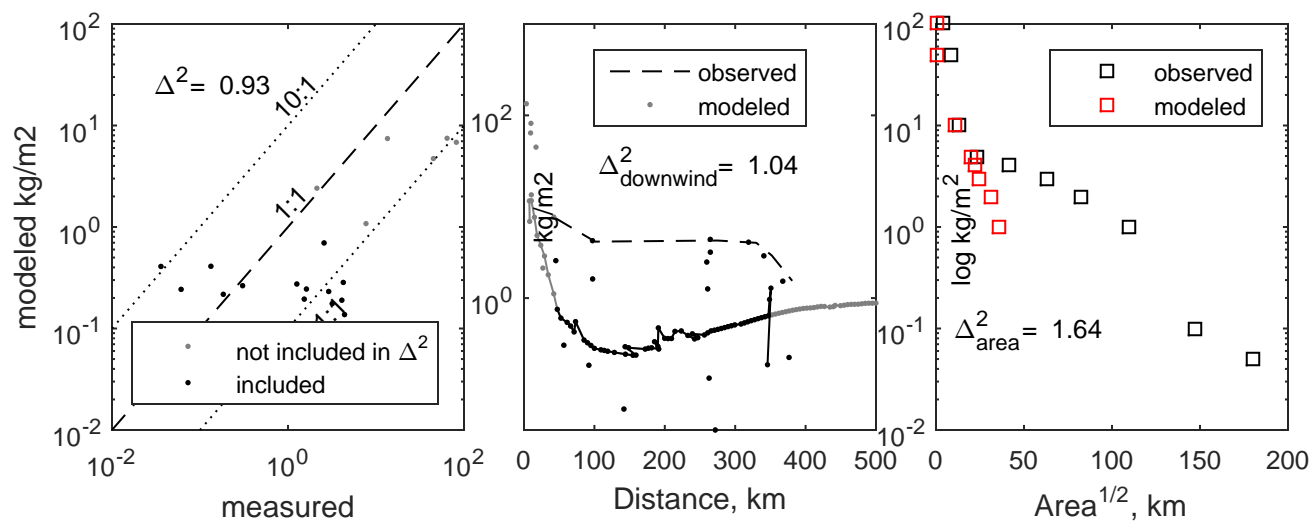 10^2
10^1
10^0
10^-1
10^-2
modeled kg/m2
Δ^2= 0.93
10:1
1:1
not included in Δ^2
included
10^-2
10^0
10^2
measured
10^2
10^0
kg/m2
observed
modeled
Δ^2_downwind= 1.04
0
100
200
300
400
500
Distance, km
10^2
10^1
10^0
10^-1
10^-2
log kg/m^2
observed
modeled
Δ^2_area= 1.64
0
50
100
150
200
Area^1/2, km